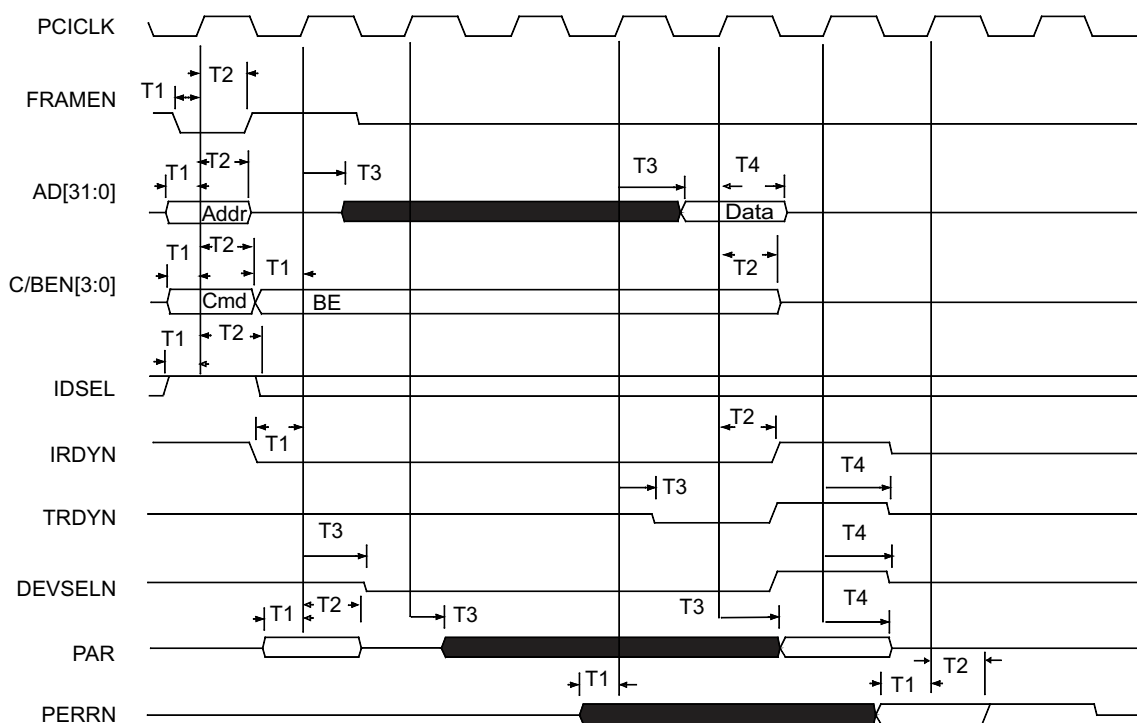 PCICLK
T2
T1
FRAMEN
T2
T1
T3
T3
T4
AD[31:0]
Addr
Data
T2
T1
T1
T2
C/BEN[3:0]
Cmd
BE
T1
T2
IDSEL
T2
T1
IRDYN
T4
T3
TRDYN
T3
T4
DEVSELN
T1
T2
T3
T3
T4
PAR
T2
T1
T1
PERRN